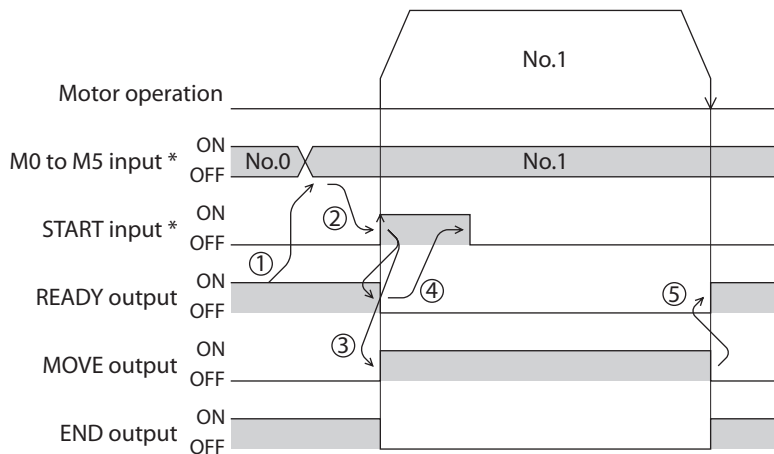 No.1
Motor operation
M0 to M5 input *
ON
OFF
No.0
No.1
START input *
ON
OFF
②
①
READY output
ON
OFF
④
⑤
MOVE output
ON
OFF
③
END output
ON
OFF